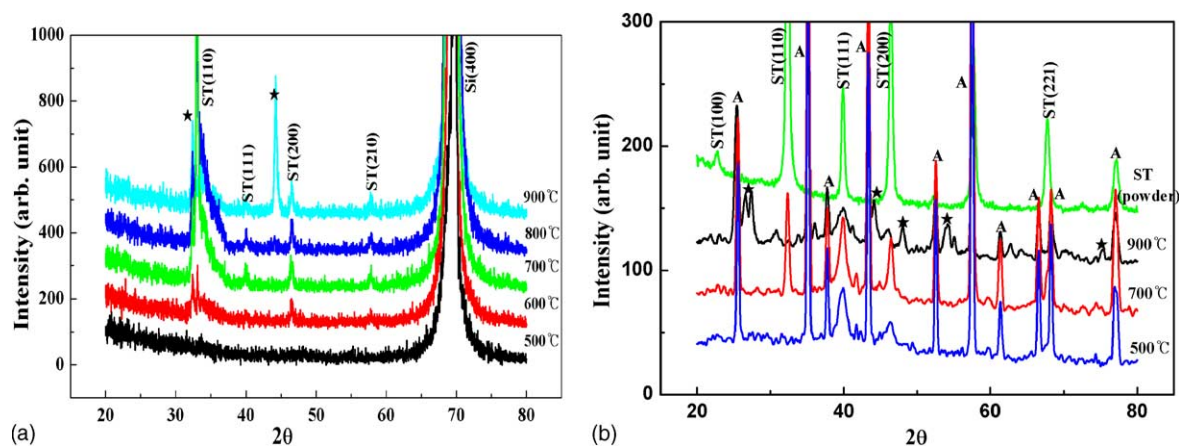 1000
800
600
400
200
0
Intensity (arb. unit)
★
ST(110)
★
ST(111)
ST(200)
ST(210)
Si(400)
900℃
800℃
700℃
600℃
500℃
20 30 40 50 60 70 80
2θ
(a)
300
200
100
0
Intensity (arb. unit)
ST(100)
A
ST(110)
A
ST(111)
A
ST(200)
A
A
ST(221)
A
★
A
★
★
A
★
A
A
★
A
ST
(powder)
900℃
700℃
500℃
20 40 60 80
2θ
(b)